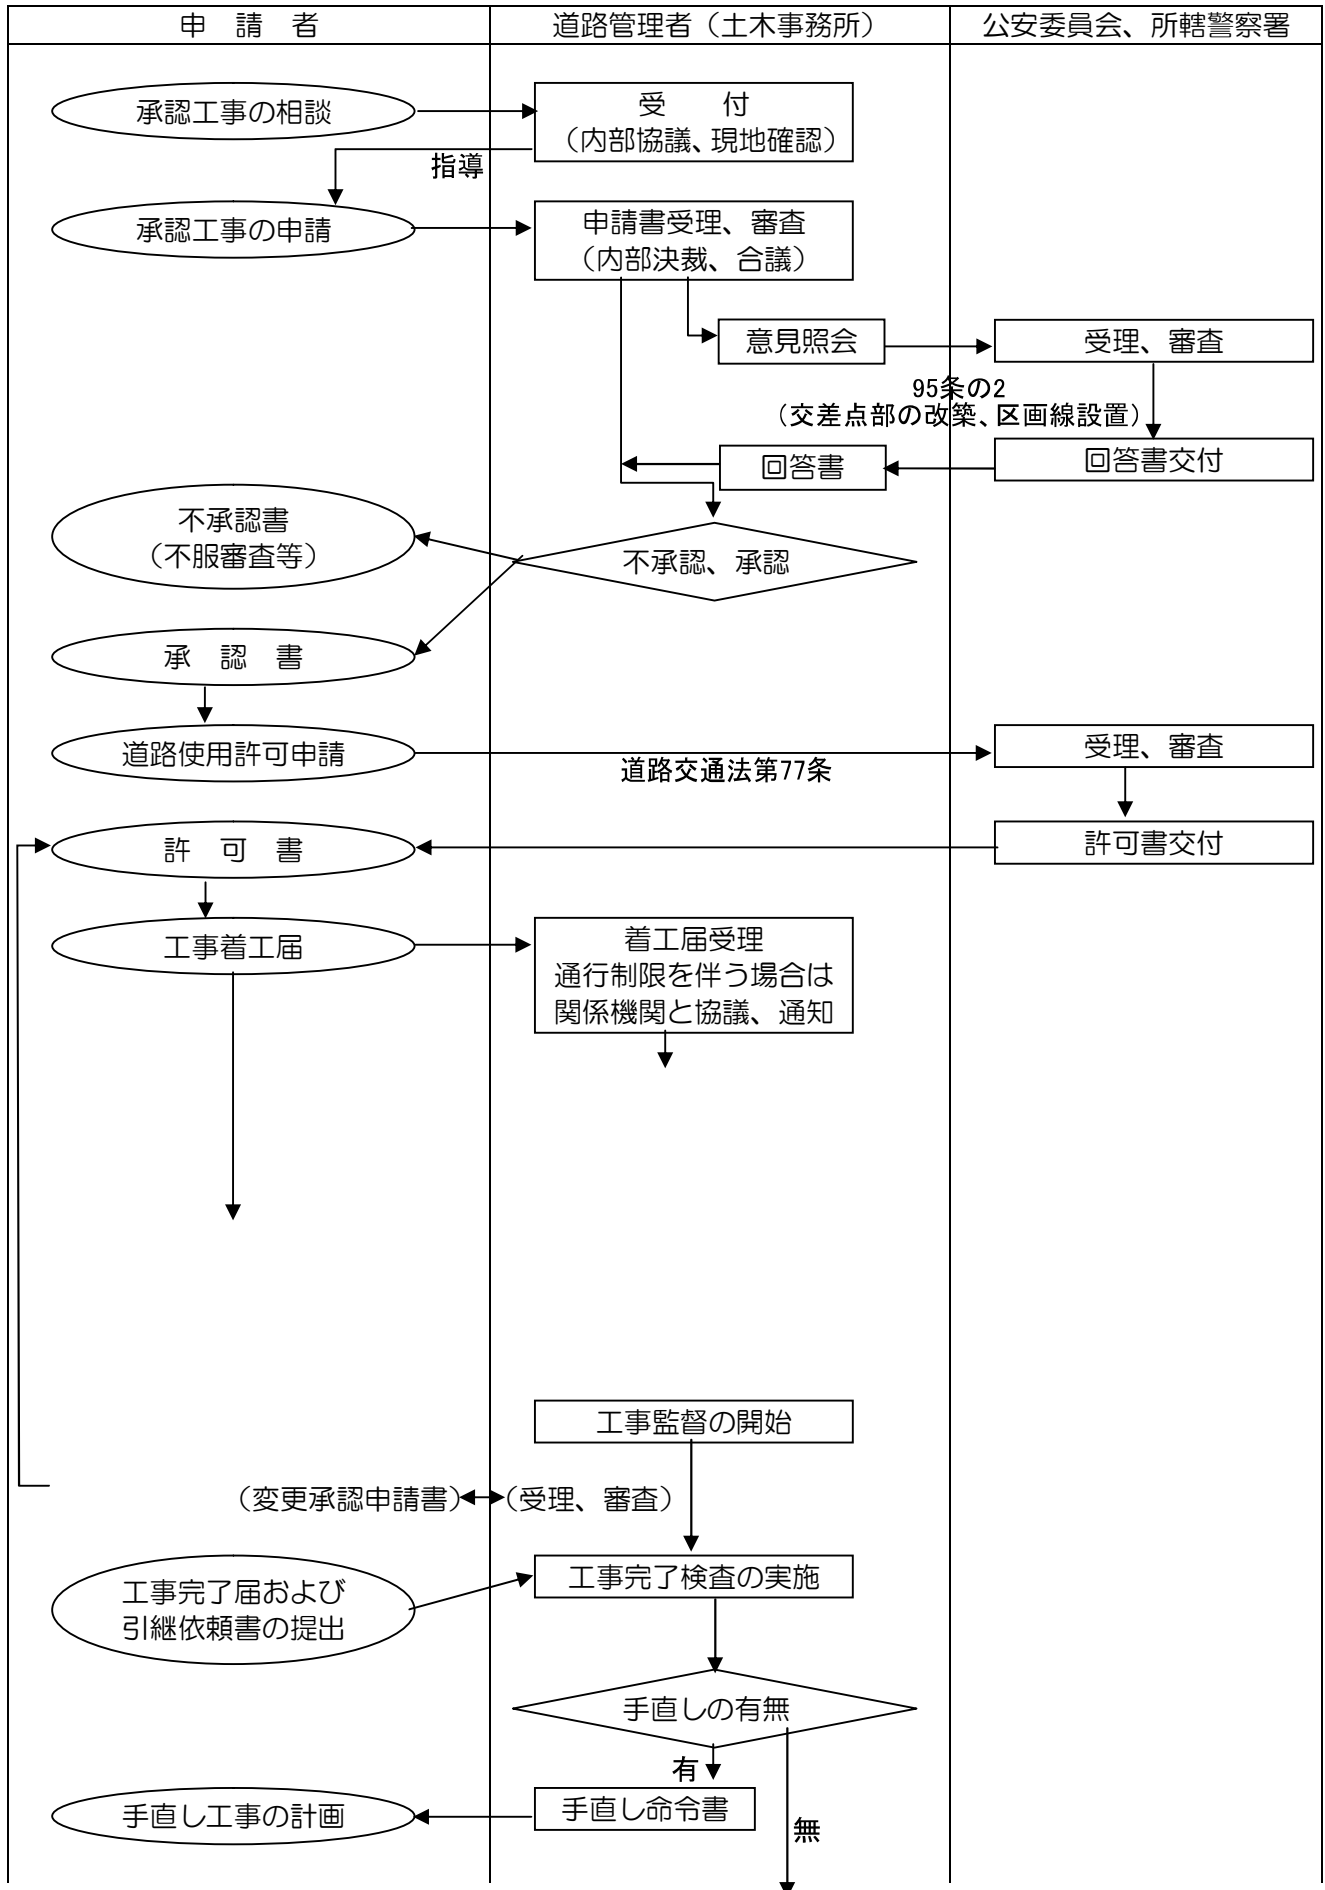 申　請　者
道路管理者（土木事務所）
公安委員会、所轄警察署
承認工事の相談
受　　付
（内部協議、現地確認）
指導
承認工事の申請
申請書受理、審査
（内部決裁、合議）
意見照会
受理、審査
95条の2
（交差点部の改築、区画線設置）
回答書
回答書交付
不承認書
（不服審査等）
不承認、承認
承　認　書
道路使用許可申請
受理、審査
道路交通法第77条
許　可　書
許可書交付
工事着工届
着工届受理
通行制限を伴う場合は
関係機関と協議、通知
工事監督の開始
（変更承認申請書）
（受理、審査）
工事完了届および
引継依頼書の提出
工事完了検査の実施
手直しの有無
有
手直し工事の計画
手直し命令書
無